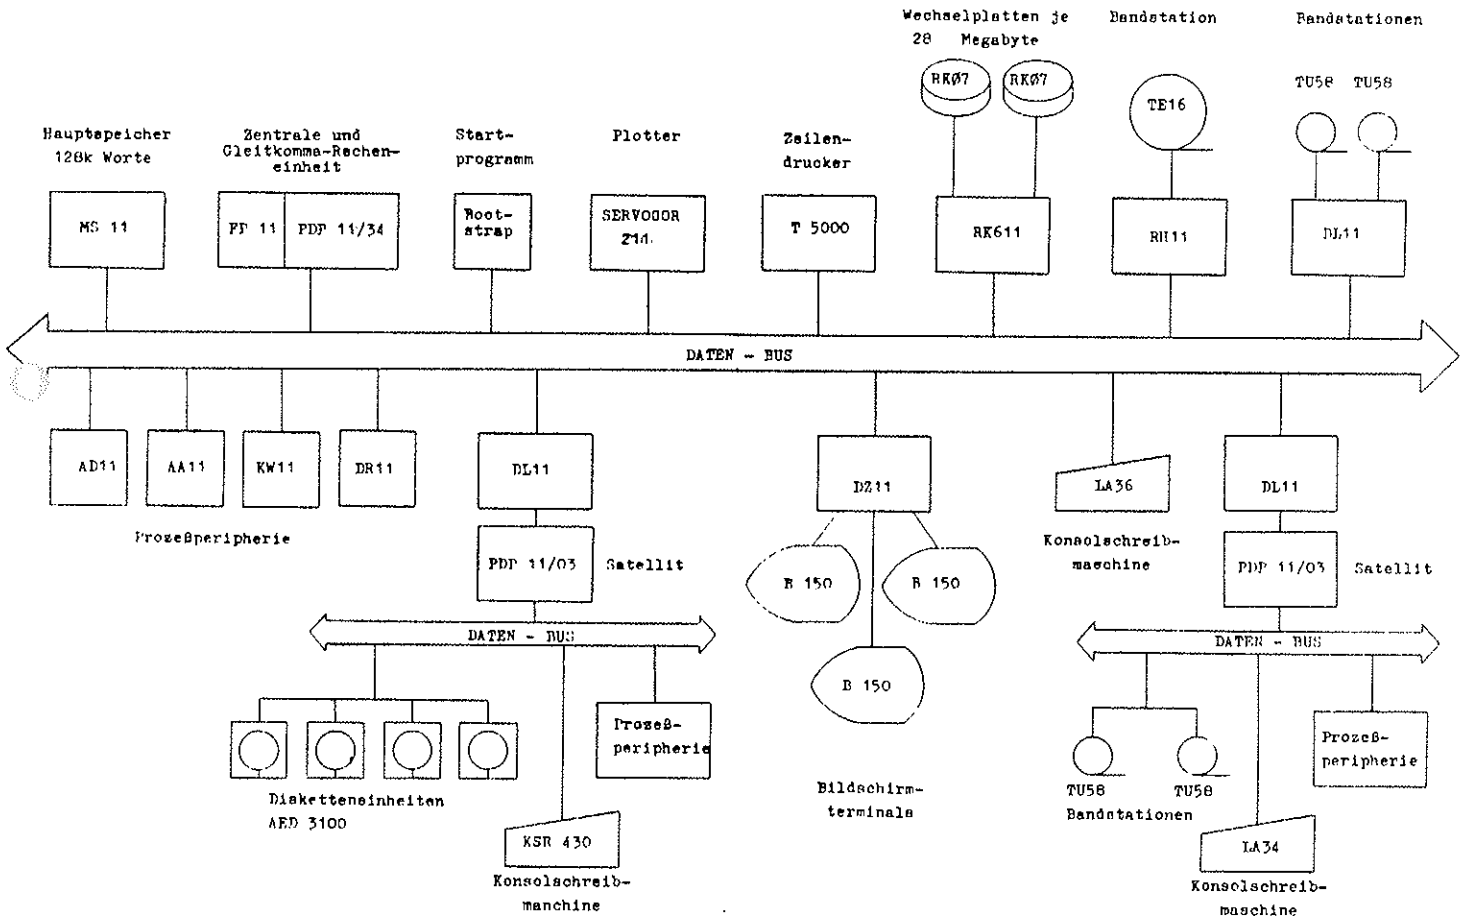 Wechselplatten je
28 Megabyte
Bandstation
Bandstationen
RKØ7
RKØ7
TE16
TU58
TU58
Hauptspeicher
128k Worte
Zentrale und
Gleitkomma-Rechen-
einheit
Start-
programm
Plotter
Zeilen-
drucker
MS 11
FP 11
PDP 11/34
Boot-
strap
SERVOGOR
T 5000
RK611
RH11
DL11
DATEN - BUS
AD11
AA11
KW11
DR11
DL11
DZ11
LA36
DL11
Prozeßperipherie
Konsolschreib-
maschine
PDP 11/03
Satellit
B 150
B 150
PDP 11/03
Satellit
DATEN - BUS
DATEN - BUS
B 150
Prozeß-
peripherie
Prozeß-
peripherie
Disketteneinheiten
AED 3100
Bildschirm-
terminals
TU58
TU58
Bandstationen
KSR 430
LA34
Konsolschreib-
manchine
Konsolschreib-
maschine